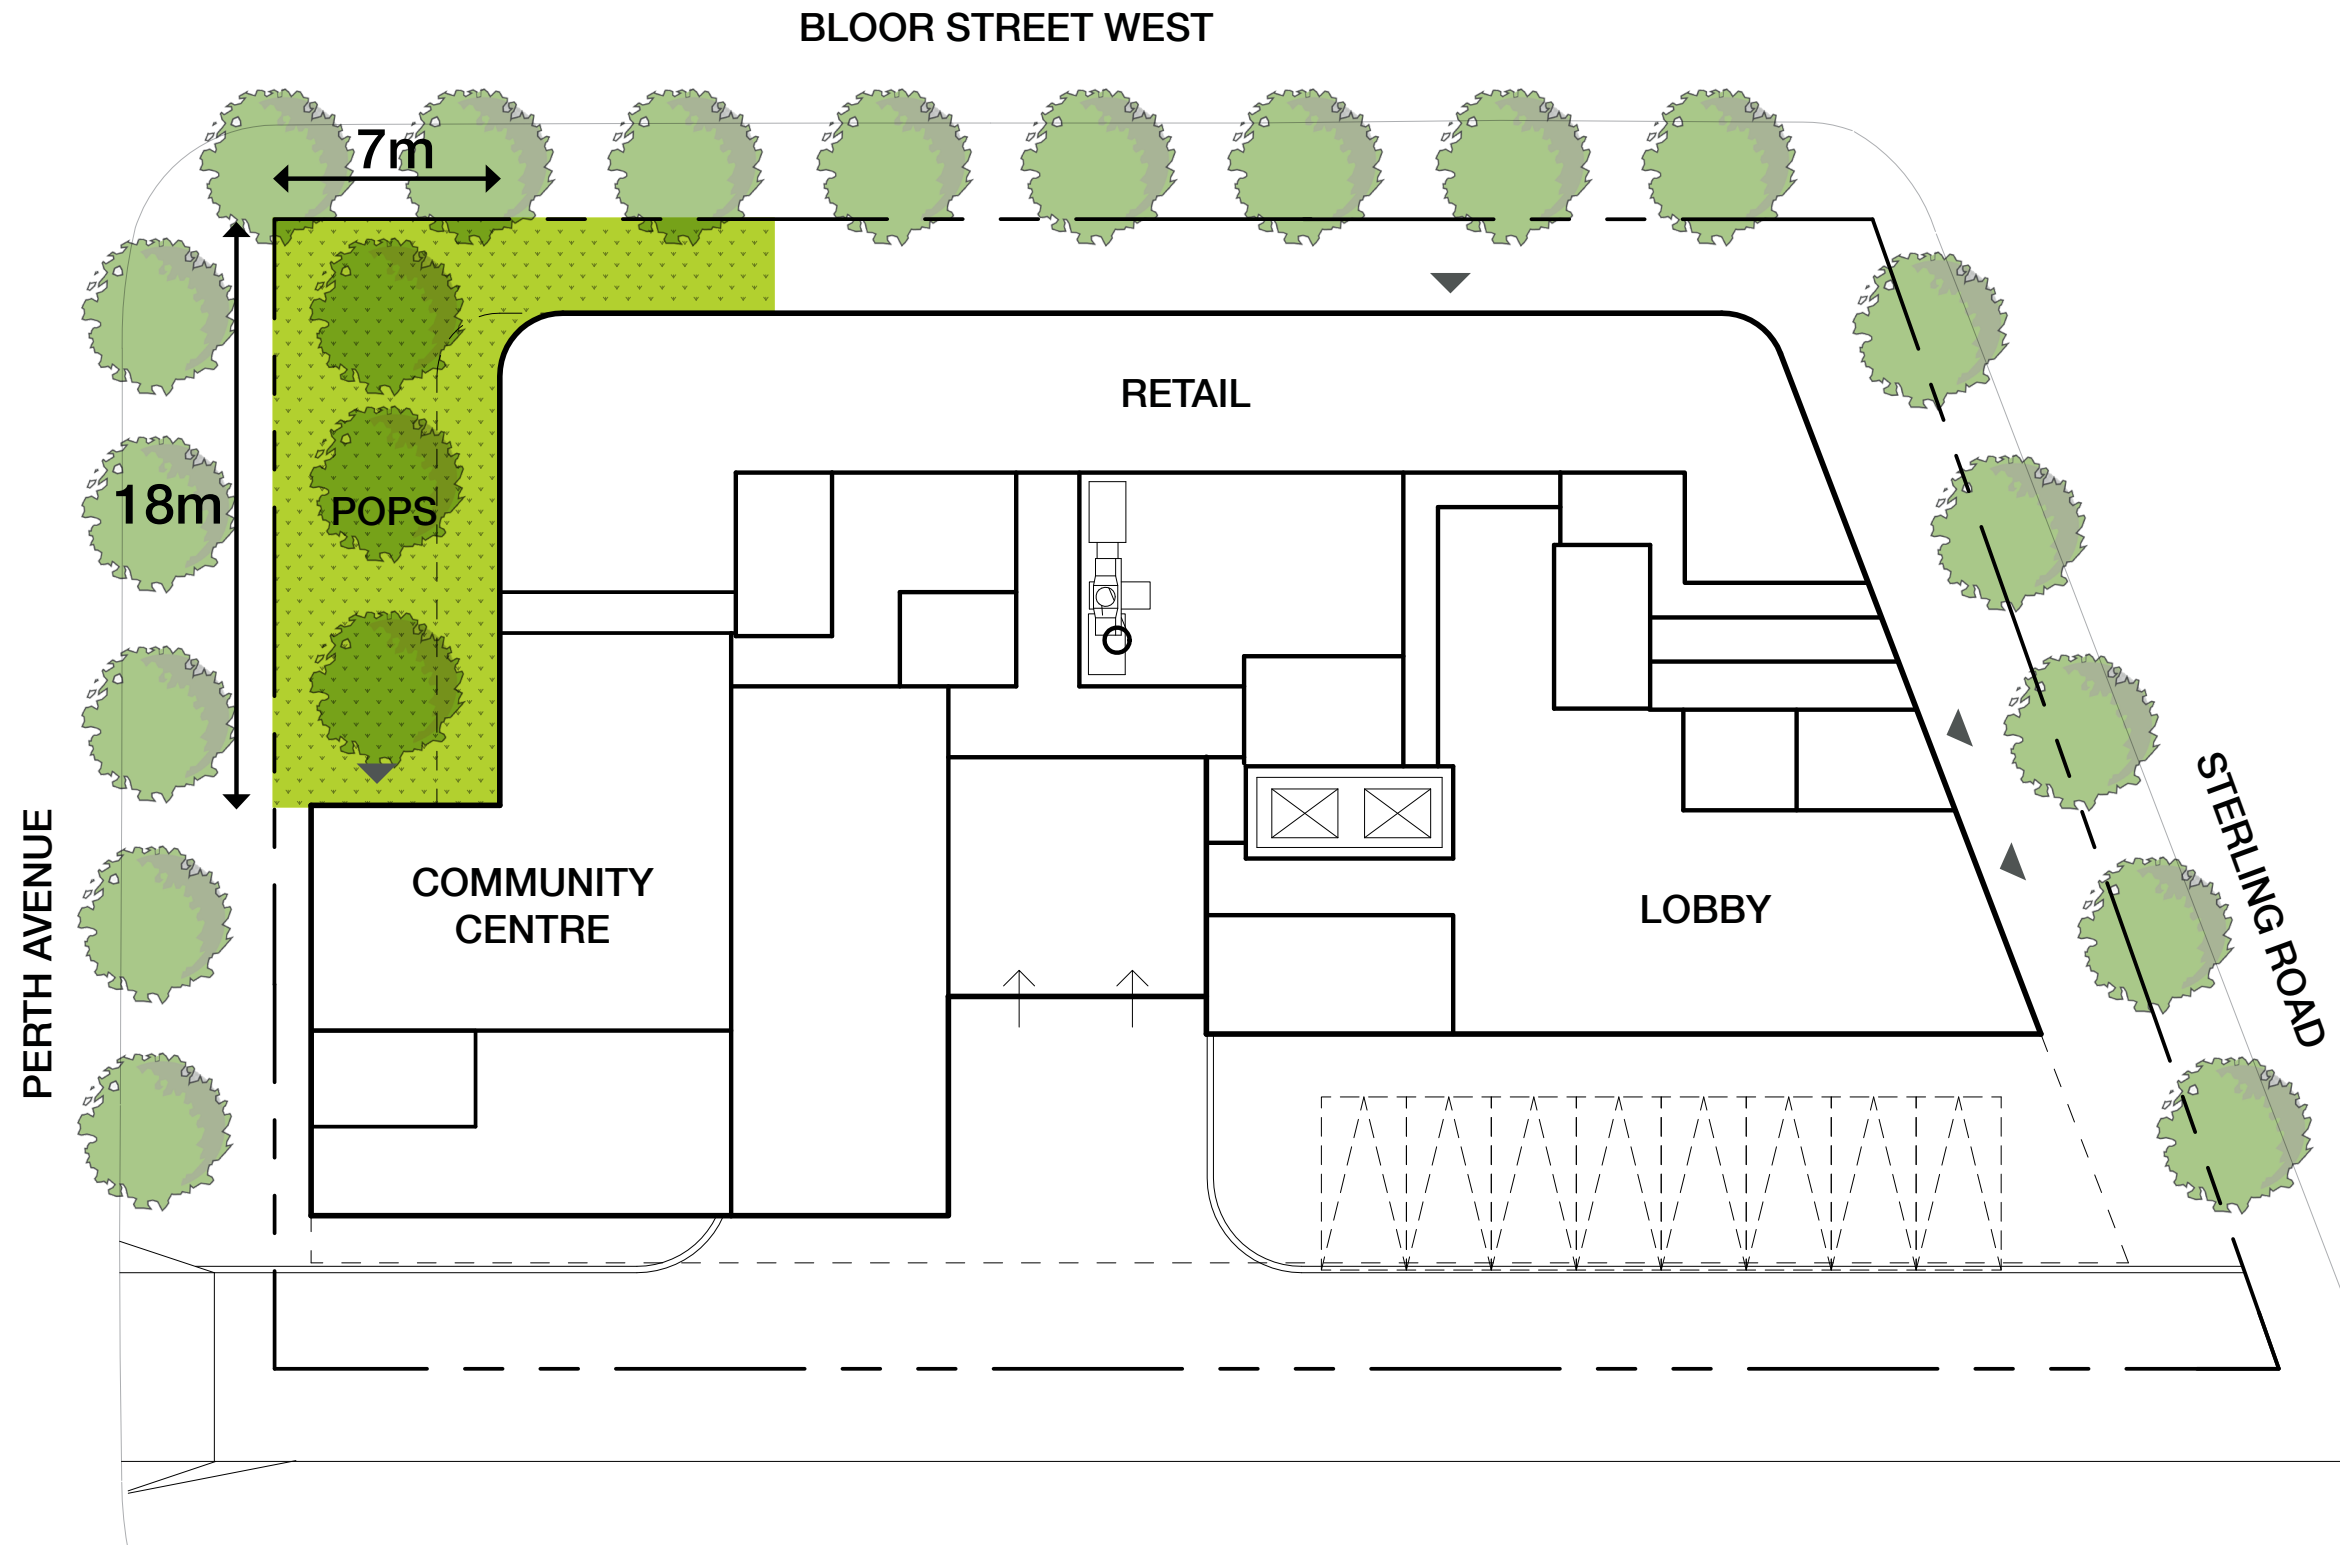 BLOOR STREET WEST
7m
RETAIL
18m
POPS
COMMUNITY
CENTRE
LOBBY
PERTH AVENUE
STERLING ROAD